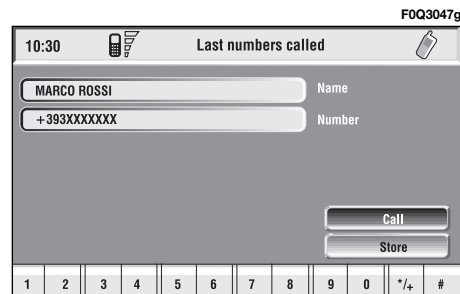 F0Q3047g
10:30 Last numbers called
MARCO ROSSI Name
+393XXXXXXX Number
Call
Store
1 2 3 4 5 6 7 8 9 0 */+ #